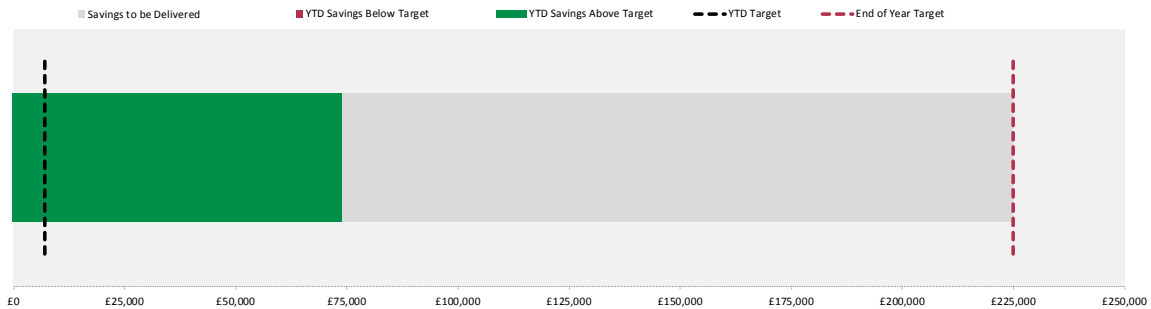 Savings to be Delivered YTD Savings Below Target YTD Savings Above Target YTD Target End of Year Target
£0 £25,000 £50,000 £75,000 £100,000 £125,000 £150,000 £175,000 £200,000 £225,000 £250,000